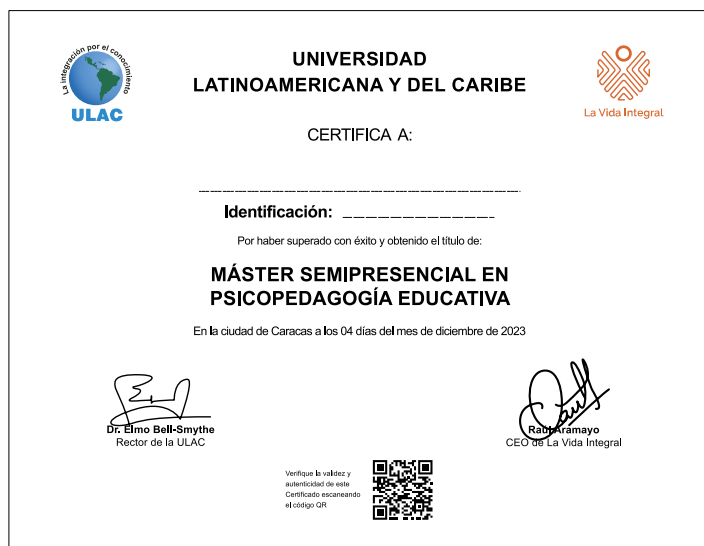 La integración por el conocimiento
ULAC
UNIVERSIDAD
LATINOAMERICANA Y DEL CARIBE
La Vida Integral
CERTIFICA A:
Identificación:
Por haber superado con éxito y obtenido el título de:
MÁSTER SEMIPRESENCIAL EN
PSICOPEDAGOGÍA EDUCATIVA
En la ciudad de Caracas a los 04 días del mes de diciembre de 2023
Dr. Elmo Bell-Smythe
Rector de la ULAC
Raúl Aramayo
CEO de La Vida Integral
Verifique la validez y
autenticidad de este
Certificado escaneando
el código QR